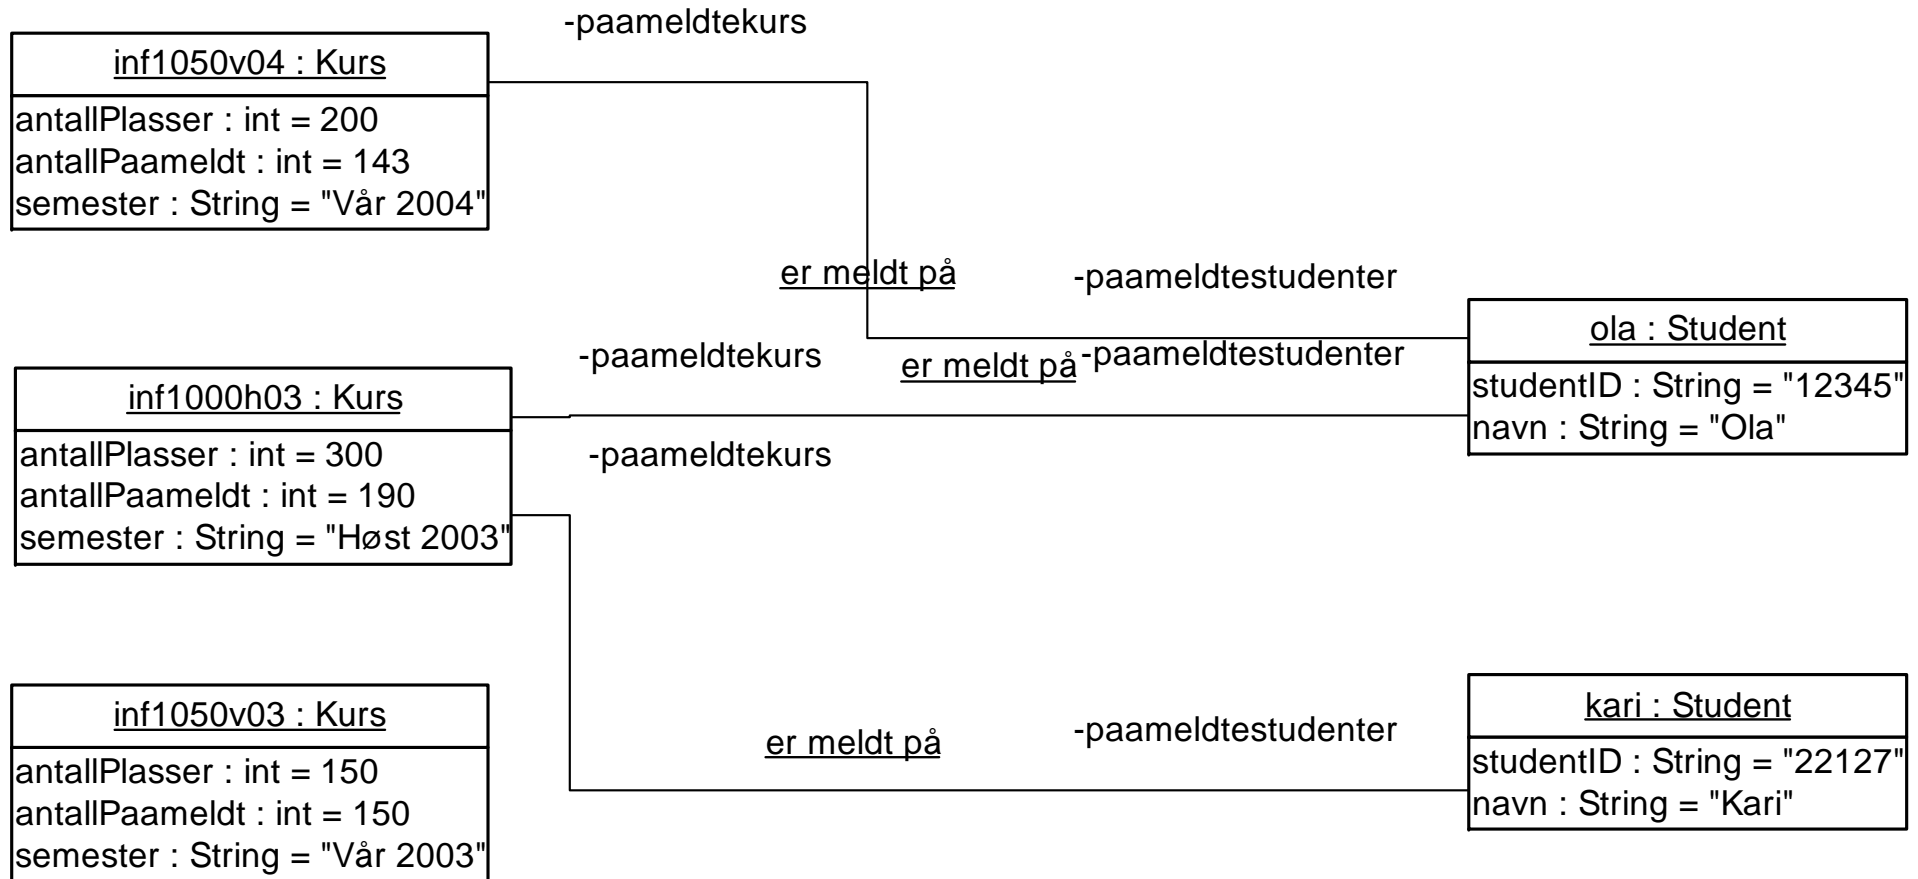 -paameldtekurs
inf1050v04 : Kurs
antallPlasser : int = 200
antallPaameldt : int = 143
semester : String = "Vår 2004"
er meldt på
-paameldtestudenter
ola : Student
studentID : String = "12345"
navn : String = "Ola"
-paameldtekurs
er meldt på
-paameldtestudenter
inf1000h03 : Kurs
antallPlasser : int = 300
antallPaameldt : int = 190
semester : String = "Høst 2003"
-paameldtekurs
inf1050v03 : Kurs
antallPlasser : int = 150
antallPaameldt : int = 150
semester : String = "Vår 2003"
er meldt på
-paameldtestudenter
kari : Student
studentID : String = "22127"
navn : String = "Kari"